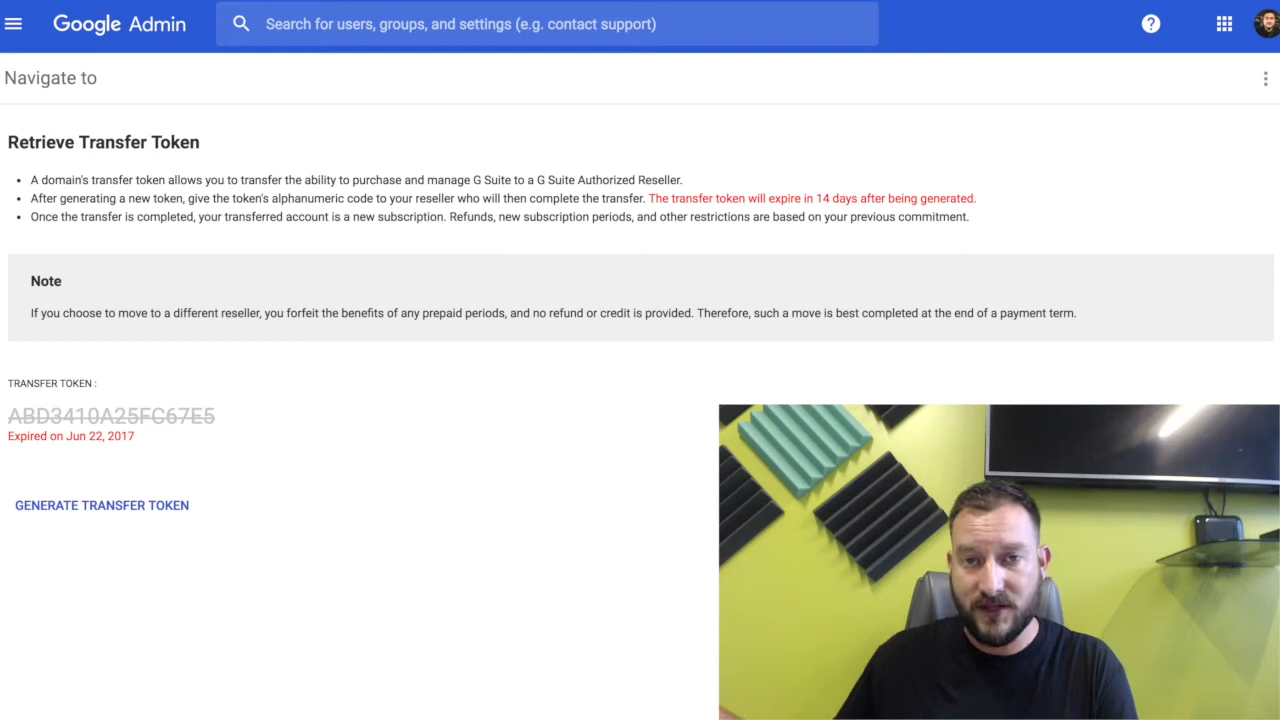 Google Admin
Search for users, groups, and settings (e.g. contact support)
Navigate to
Retrieve Transfer Token
A domain's transfer token allows you to transfer the ability to purchase and manage G Suite to a G Suite Authorized Reseller.
After generating a new token, give the token's alphanumeric code to your reseller who will then complete the transfer. The transfer token will expire in 14 days after being generated.
Once the transfer is completed, your transferred account is a new subscription. Refunds, new subscription periods, and other restrictions are based on your previous commitment.
Note
If you choose to move to a different reseller, you forfeit the benefits of any prepaid periods, and no refund or credit is provided. Therefore, such a move is best completed at the end of a payment term.
TRANSFER TOKEN :
ABD3410A25FC67E5
Expired on Jun 22, 2017
GENERATE TRANSFER TOKEN